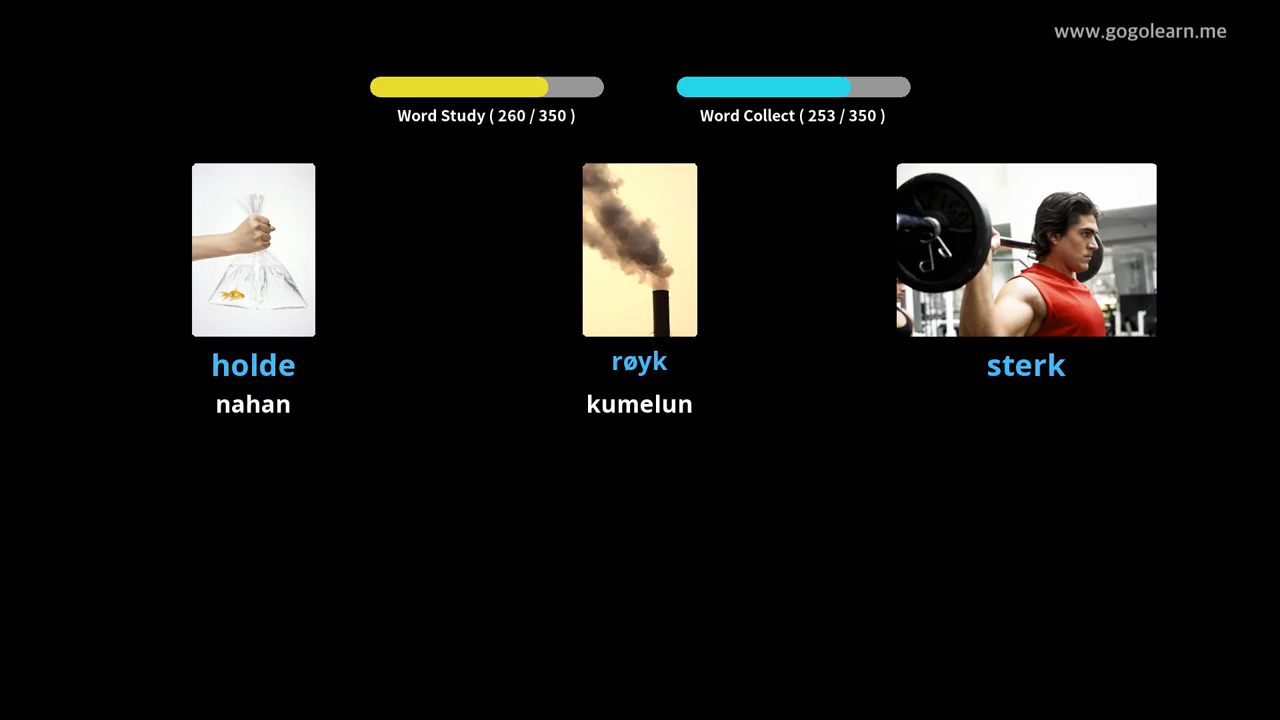 www.gogolearn.me
Word Study ( 260 / 350 )
Word Collect ( 253 / 350 )
holde
røyk
sterk
nahan
kumelun